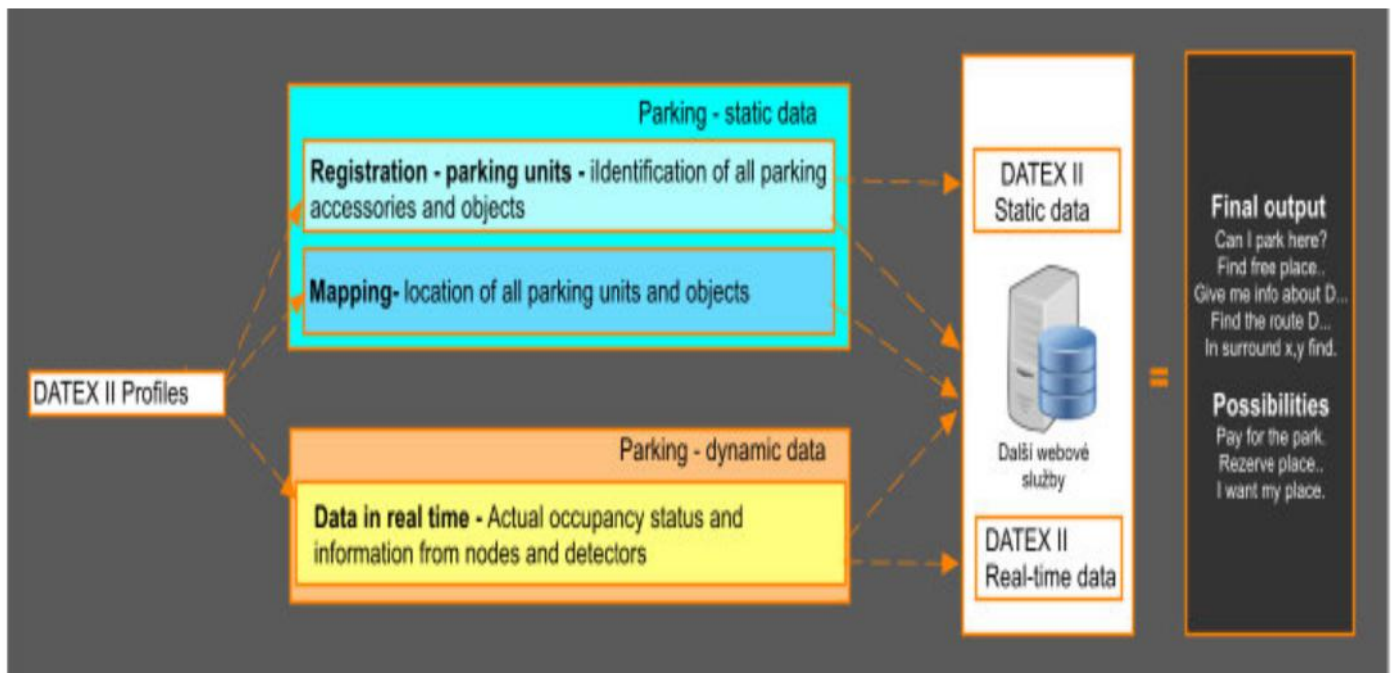 DATEX II Profiles
Parking - static data
Registration - parking units - ildentification of all parking
accessories and objects
Mapping- location of all parking units and objects
Parking - dynamic data
Data in real time - Actual occupancy status and
information from nodes and detectors
DATEX II
Static data
Další webové
služby
DATEX II
Real-time data
=
Final output
Can I park here?
Find free place..
Give me info about D...
Find the route D...
In surround x,y find.
Possibilities
Pay for the park.
Rezerve place..
I want my place.